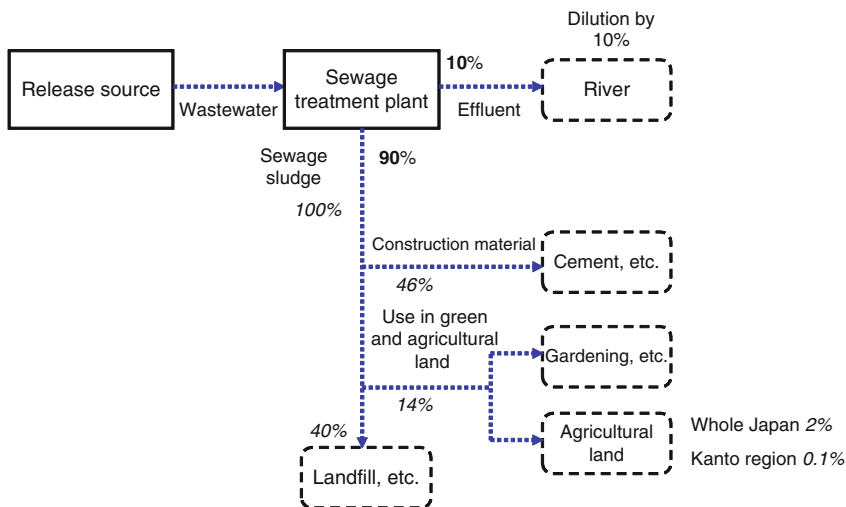 Dilution by
10%
Release source
Wastewater
Sewage
treatment plant
10%
Effluent
River
Sewage
sludge
90%
100%
Construction material
46%
Cement, etc.
Use in green
and agricultural
land
14%
Gardening, etc.
Agricultural
land
Whole Japan 2%
Kanto region 0.1%
40%
Landfill, etc.